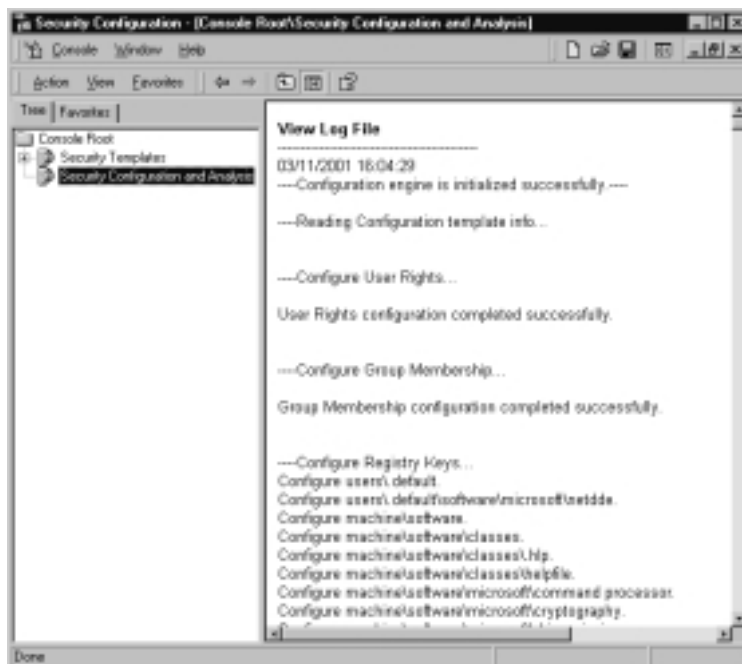 Security Configuration - [Console Root\Security Configuration and Analysis]
Console Window Help
Action View Favorites
Tree Favorites
Console Root
Security Templates
Security Configuration and Analysis
View Log File
-------------------------------------------
03/11/2001 16:04:29
----Configuration engine is initialized successfully.----
----Reading Configuration template info...
----Configure User Rights...
User Rights configuration completed successfully.
----Configure Group Membership...
Group Membership configuration completed successfully.
----Configure Registry Keys...
Configure users\.default.
Configure users\.default\software\microsoft\netdde.
Configure machine\software.
Configure machine\software\classes.
Configure machine\software\classes\.hlp.
Configure machine\software\classes\helpfile.
Configure machine\software\microsoft\command processor.
Configure machine\software\microsoft\cryptography.
Done